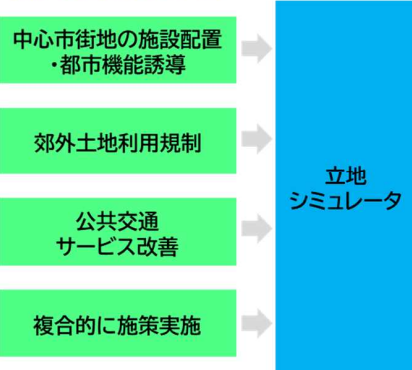 中心市街地の施設配置
・都市機能誘導
郊外土地利用規制
公共交通
サービス改善
複合的に施策実施
立地
シミュレータ